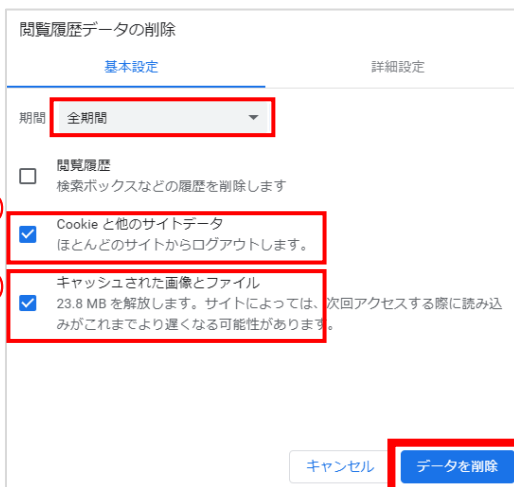 閲覧履歴データの削除
基本設定 詳細設定
期間 全期間
閲覧履歴
検索ボックスなどの履歴を削除します
Cookie と他のサイトデータ
ほとんどのサイトからログアウトします。
キャッシュされた画像とファイル
23.8 MB を解放します。サイトによっては、次回アクセスする際に読み込
みがこれまでより遅くなる可能性があります。
キャンセル データを削除